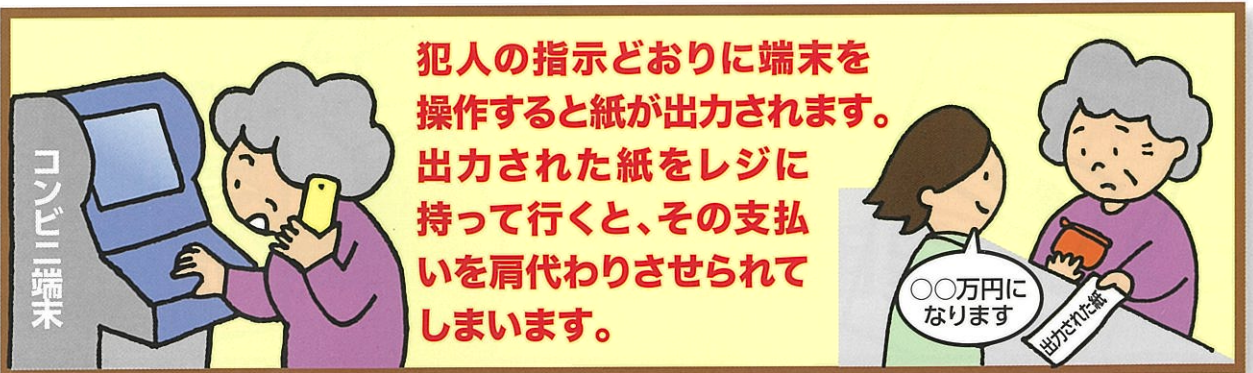 コンビニ端末
犯人の指示どおりに端末を
操作すると紙が出力されます。
出力された紙をレジに
持って行くと、その支払
いを肩代わりさせられて
しまいます。
○○万円に
なります
出力された紙